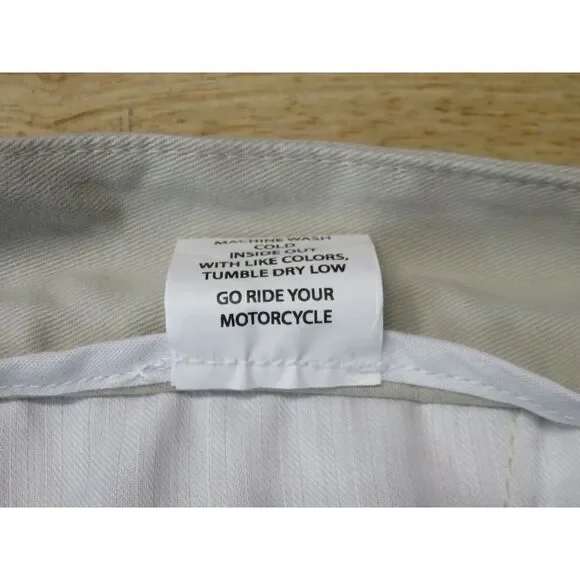 MACHINE WASH
COLD
INSIDE OUT
WITH LIKE COLORS,
TUMBLE DRY LOW
GO RIDE YOUR
MOTORCYCLE